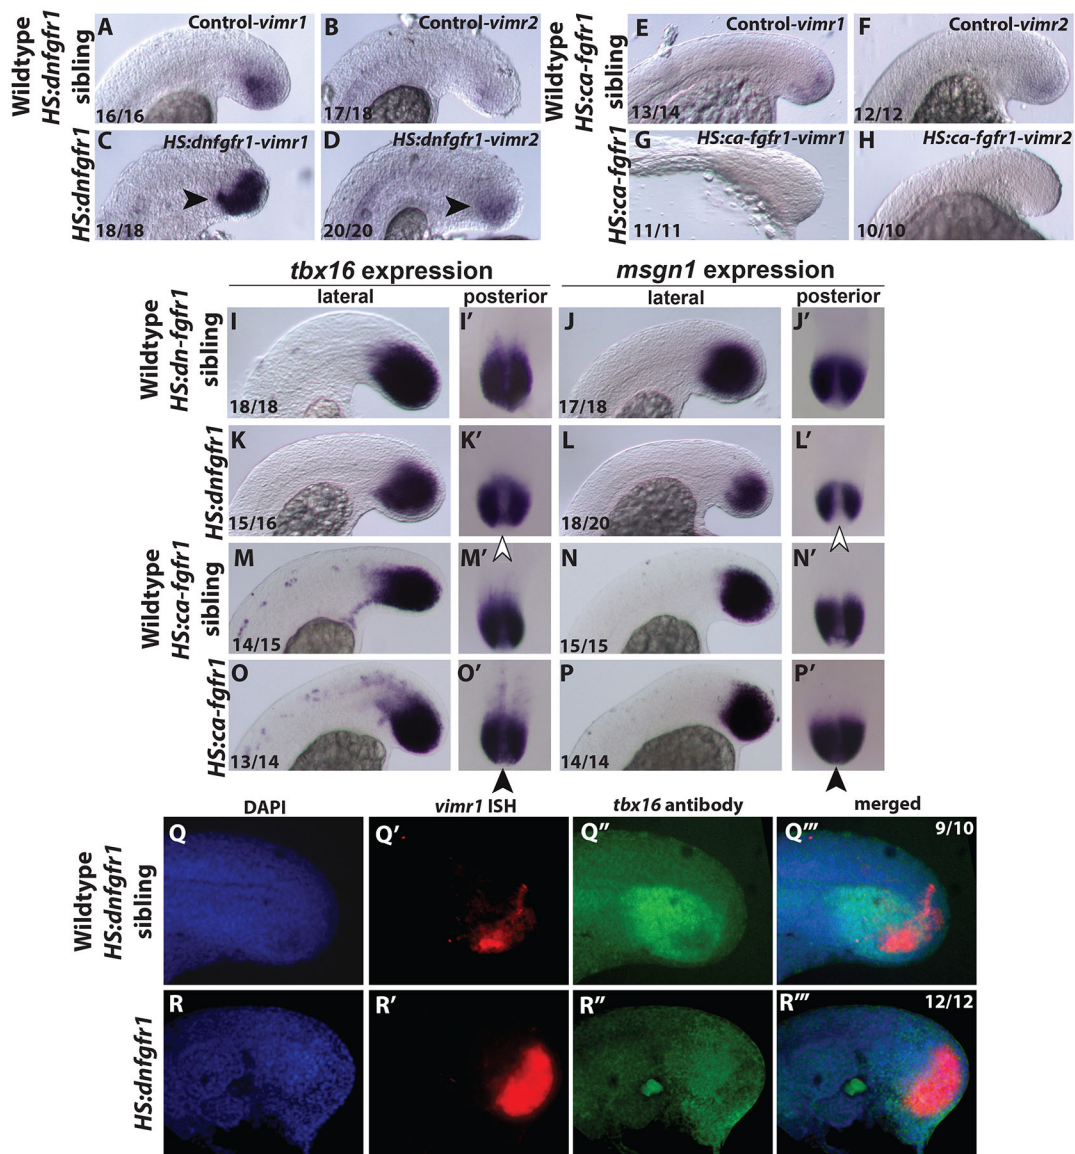 Wildtype
HS:dnfgfr1
sibling
A
Control-vimr1
16/16
B
Control-vimr2
17/18
Wildtype
HS:ca-fgfr1
sibling
E
Control-vimr1
13/14
F
Control-vimr2
12/12
HS:dnfgfr1
C
HS:dnfgfr1-vimr1
18/18
D
HS:dnfgfr1-vimr2
20/20
HS:ca-fgfr1
G
HS:ca-fgfr1-vimr1
11/11
H
HS:ca-fgfr1-vimr2
10/10
tbx16 expression
msgn1 expression
lateral
posterior
lateral
posterior
Wildtype
HS:dn-fgfr1
sibling
I
18/18
I′
J
17/18
J′
HS:dnfgfr1
K
15/16
K′
L
18/20
L′
Wildtype
HS:ca-fgfr1
sibling
M
14/15
M′
N
15/15
N′
HS:ca-fgfr1
O
13/14
O′
P
14/14
P′
DAPI
vimr1 ISH
tbx16 antibody
merged
Wildtype
HS:dnfgfr1
sibling
Q
Q′
Q″
Q‴
9/10
HS:dnfgfr1
R
R′
R″
R‴
12/12